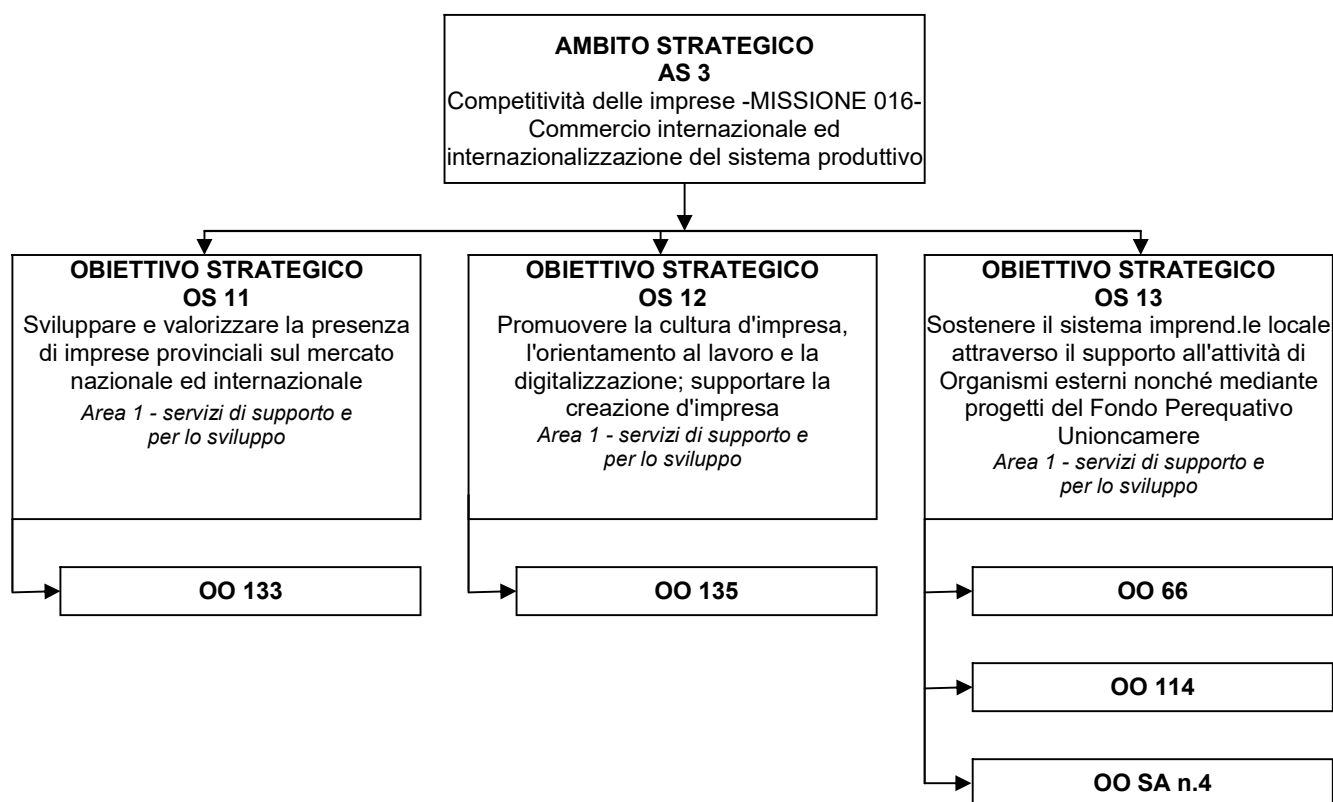 AMBITO STRATEGICO
AS 3
Competitività delle imprese -MISSIONE 016-
Commercio internazionale ed
internazionalizzazione del sistema produttivo
OBIETTIVO STRATEGICO
OS 11
Sviluppare e valorizzare la presenza
di imprese provinciali sul mercato
nazionale ed internazionale
Area 1 - servizi di supporto e
per lo sviluppo
OBIETTIVO STRATEGICO
OS 12
Promuovere la cultura d'impresa,
l'orientamento al lavoro e la
digitalizzazione; supportare la
creazione d'impresa
Area 1 - servizi di supporto e
per lo sviluppo
OBIETTIVO STRATEGICO
OS 13
Sostenere il sistema imprend.le locale
attraverso il supporto all'attività di
Organismi esterni nonché mediante
progetti del Fondo Perequativo
Unioncamere
Area 1 - servizi di supporto e
per lo sviluppo
OO 133
OO 135
OO 66
OO 114
OO SA n.4